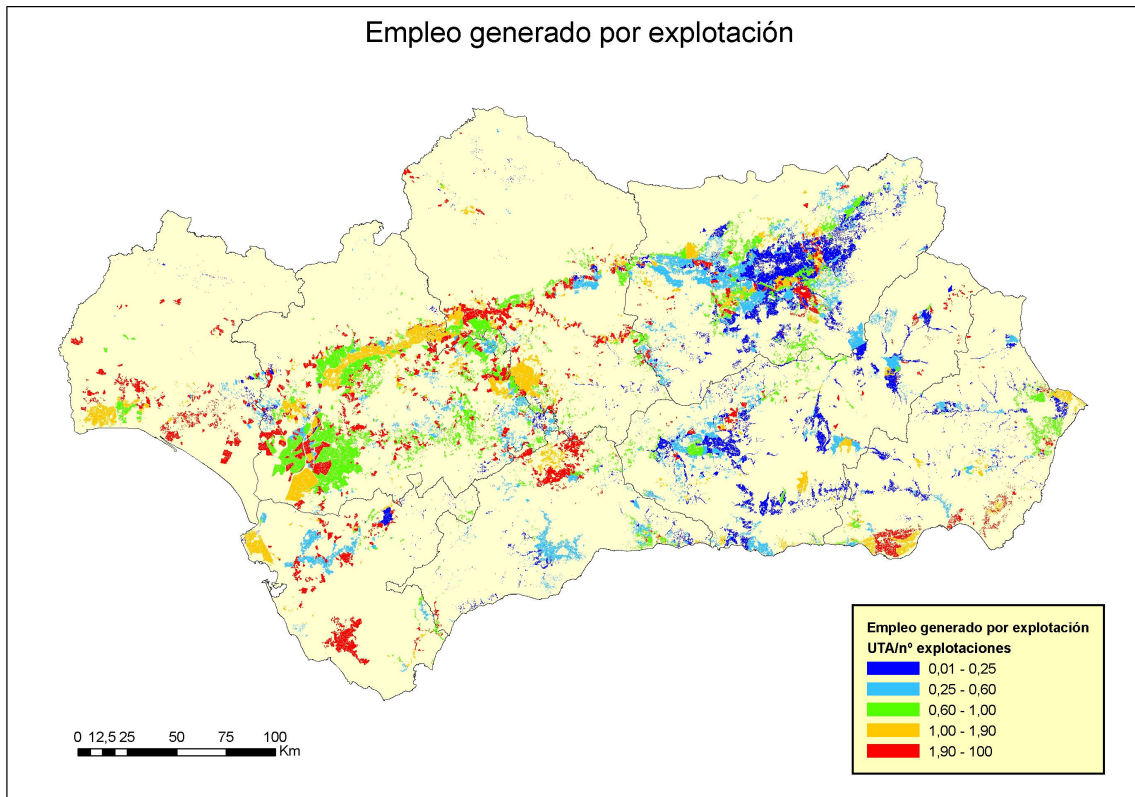 Empleo generado por explotación
Empleo generado por explotación
UTA/nº explotaciones
0,01 - 0,25
0,25 - 0,60
0,60 - 1,00
1,00 - 1,90
1,90 - 100
0 12,5 25 50 75 100
Km